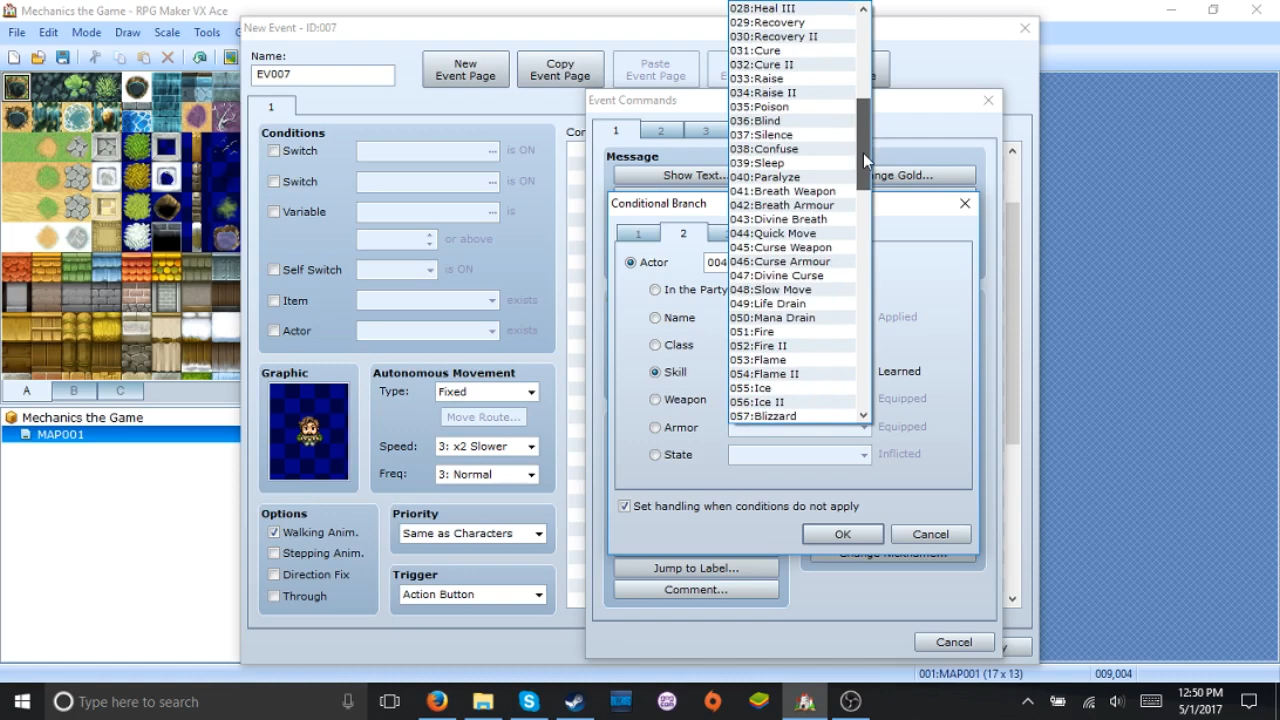 Mechanics the Game - RPG Maker VX Ace
File Edit Mode Draw Scale Tools
New Event - ID:007
Name:
EV007
New
Event Page
Copy
Event Page
Paste
Event Page
1
Conditions
Switch ... is ON
Switch ... is ON
Variable ... is
or above
Self Switch is ON
Item exists
Actor exists
Graphic
Autonomous Movement
Type: Fixed
Move Route...
Speed: 3: x2 Slower
Freq: 3: Normal
Options
Walking Anim.
Stepping Anim.
Direction Fix
Through
Priority
Same as Characters
Trigger
Action Button
A B C
Mechanics the Game
MAP001
Event Commands
1 2 3
Message
Show Text...
Gold...
Conditional Branch
1 2
Actor 004
In the Party
Name Applied
Class
Skill Learned
Weapon Equipped
Armor Equipped
State Inflicted
Set handling when conditions do not apply
OK Cancel
Jump to Label...
Comment...
Cancel
028:Heal III
029:Recovery
030:Recovery II
031:Cure
032:Cure II
033:Raise
034:Raise II
035:Poison
036:Blind
037:Silence
038:Confuse
039:Sleep
040:Paralyze
041:Breath Weapon
042:Breath Armour
043:Divine Breath
044:Quick Move
045:Curse Weapon
046:Curse Armour
047:Divine Curse
048:Slow Move
049:Life Drain
050:Mana Drain
051:Fire
052:Fire II
053:Flame
054:Flame II
055:Ice
056:Ice II
057:Blizzard
001:MAP001 (17 x 13) 009,004
Type here to search
12:50 PM
5/1/2017